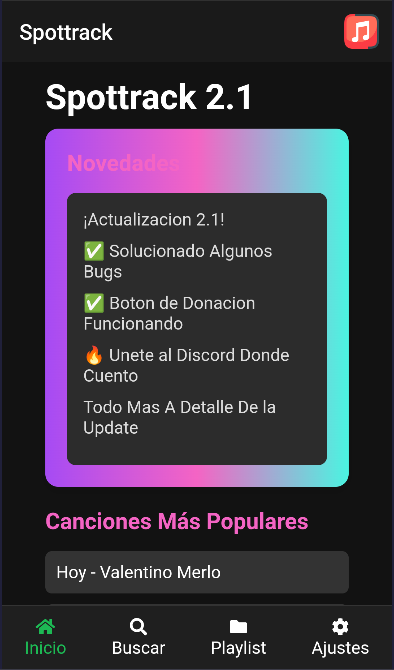 Spottrack
Spottrack 2.1
Novedades
¡Actualizacion 2.1!
✅ Solucionado Algunos
Bugs
✅ Boton de Donacion
Funcionando
🔥 Unete al Discord Donde
Cuento
Todo Mas A Detalle De la
Update
Canciones Más Populares
Hoy - Valentino Merlo
Inicio
Buscar
Playlist
Ajustes